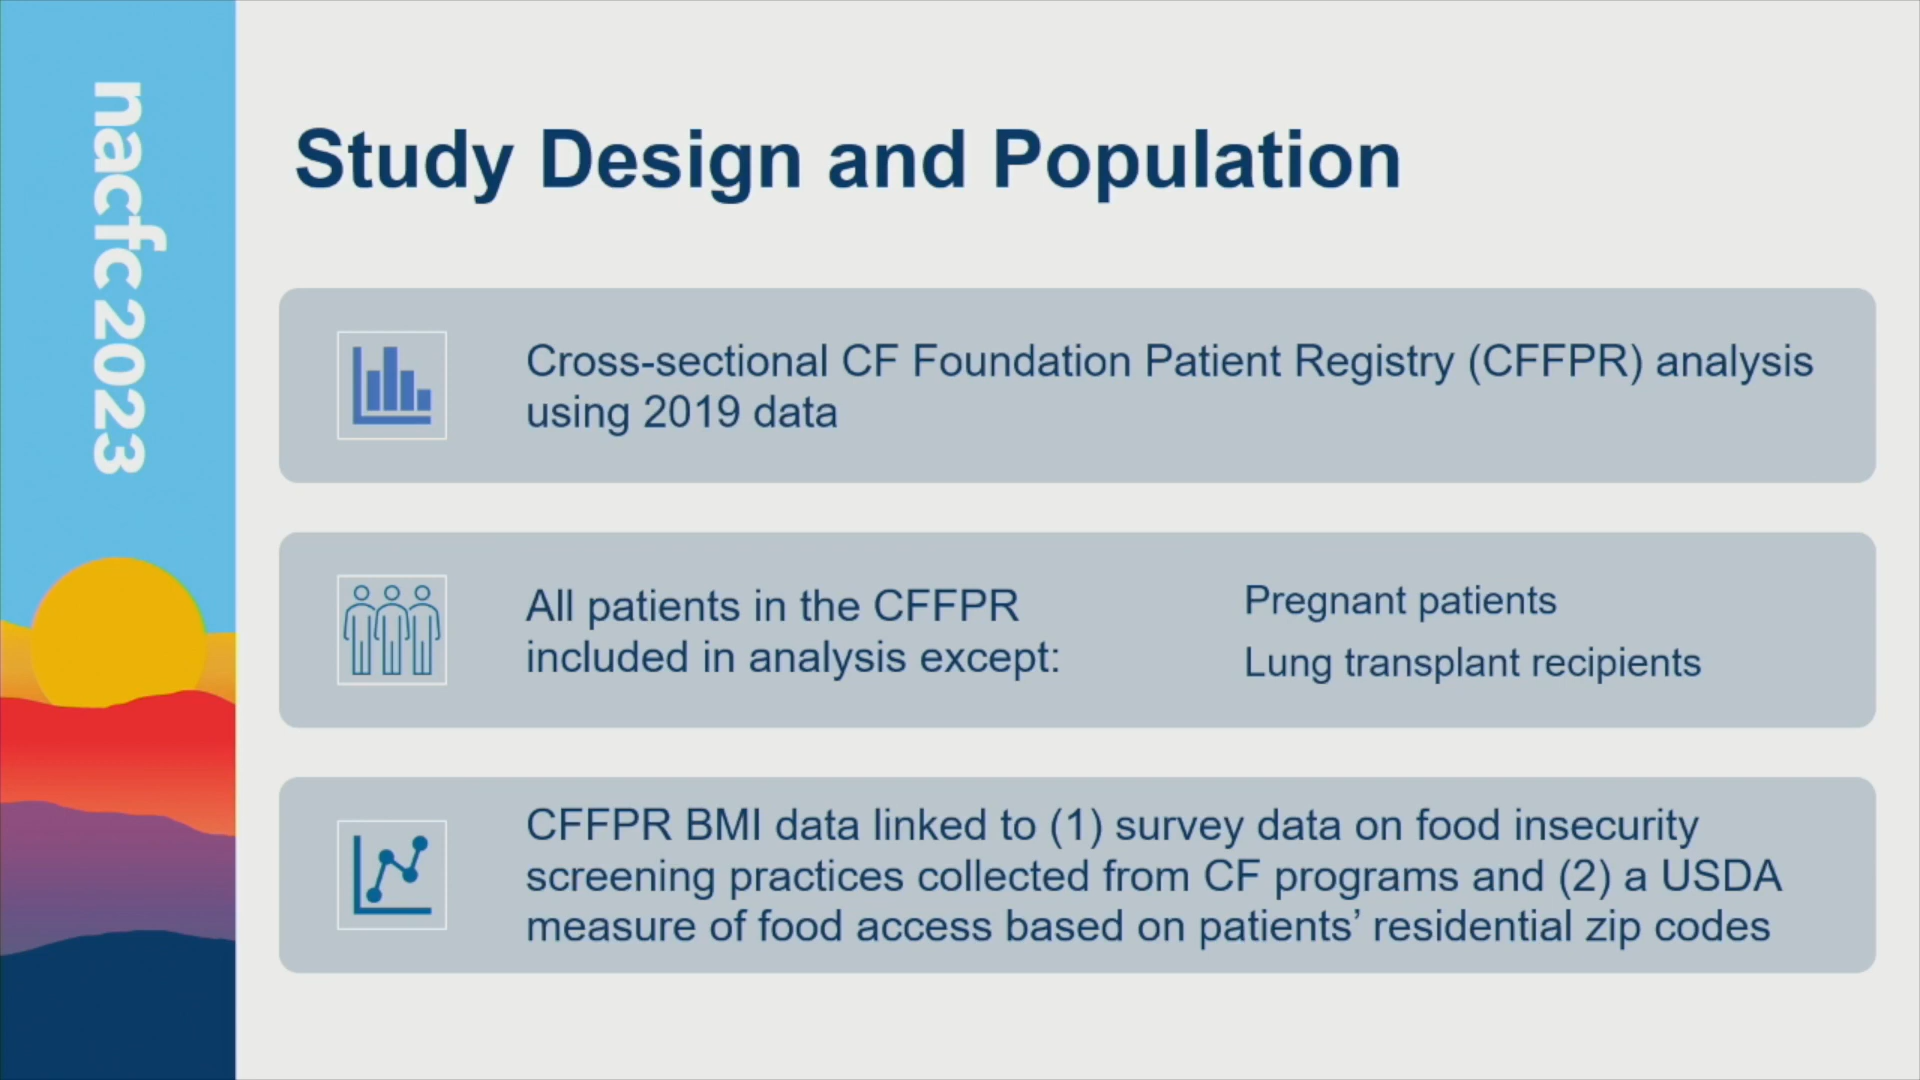 nacfc 2023
Study Design and Population
Cross-sectional CF Foundation Patient Registry (CFFPR) analysis
using 2019 data
All patients in the CFFPR
included in analysis except:
Pregnant patients
Lung transplant recipients
CFFPR BMI data linked to (1) survey data on food insecurity
screening practices collected from CF programs and (2) a USDA
measure of food access based on patients’ residential zip codes